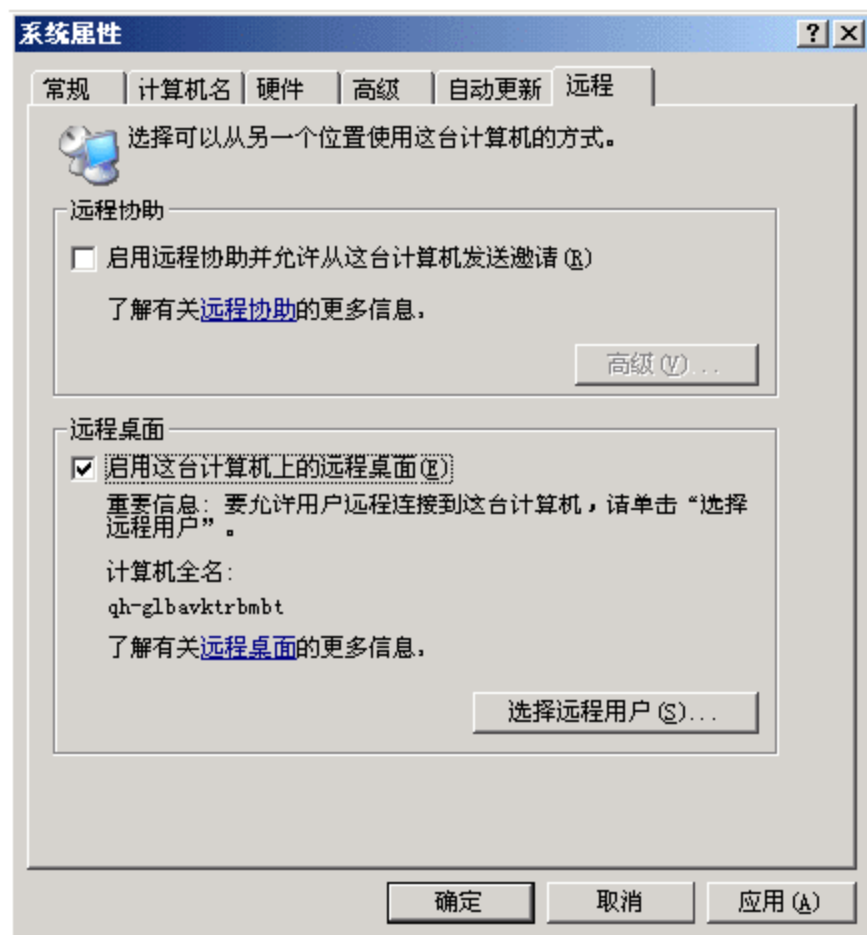 系统属性
常规 计算机名 硬件 高级 自动更新 远程
选择可以从另一个位置使用这台计算机的方式。
远程协助
启用远程协助并允许从这台计算机发送邀请(R)
了解有关远程协助的更多信息，
高级(V)...
远程桌面
启用这台计算机上的远程桌面(E)
重要信息：要允许用户远程连接到这台计算机，请单击“选择
远程用户”。
计算机全名：
qh-glbavktrbmbt
了解有关远程桌面的更多信息，
选择远程用户(S)...
确定 取消 应用(A)